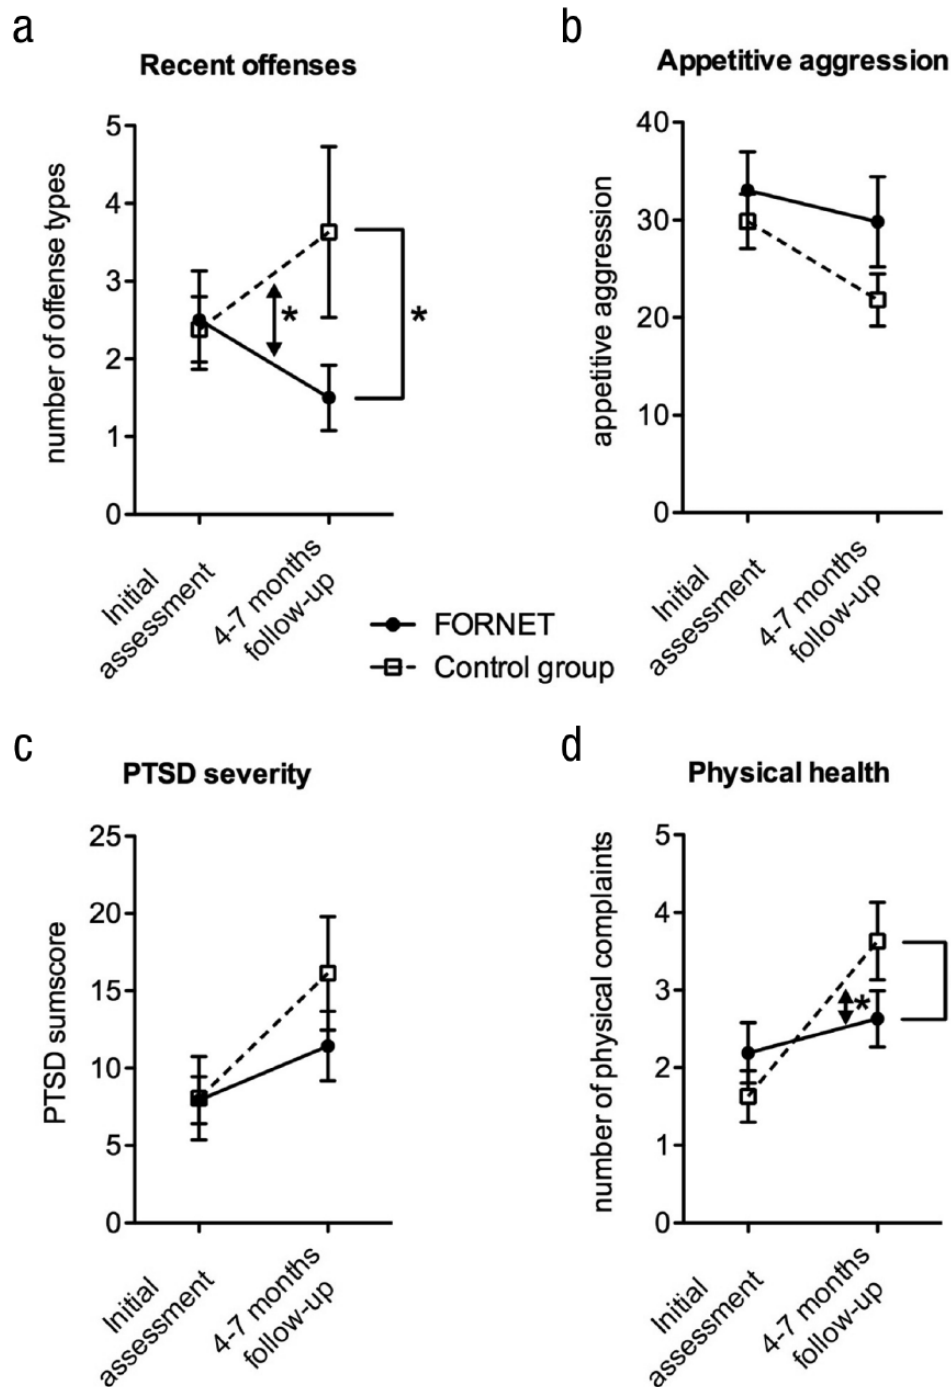 a
Recent offenses
number of offense types
5
4
3
2
1
0
*
*
Initial
assessment
4-7 months
follow-up
b
Appetitive aggression
appetitive aggression
40
30
20
10
0
Initial
assessment
4-7 months
follow-up
FORNET
Control group
c
PTSD severity
PTSD sumscore
25
20
15
10
5
0
Initial
assessment
4-7 months
follow-up
d
Physical health
number of physical complaints
5
4
3
2
1
0
*
Initial
assessment
4-7 months
follow-up